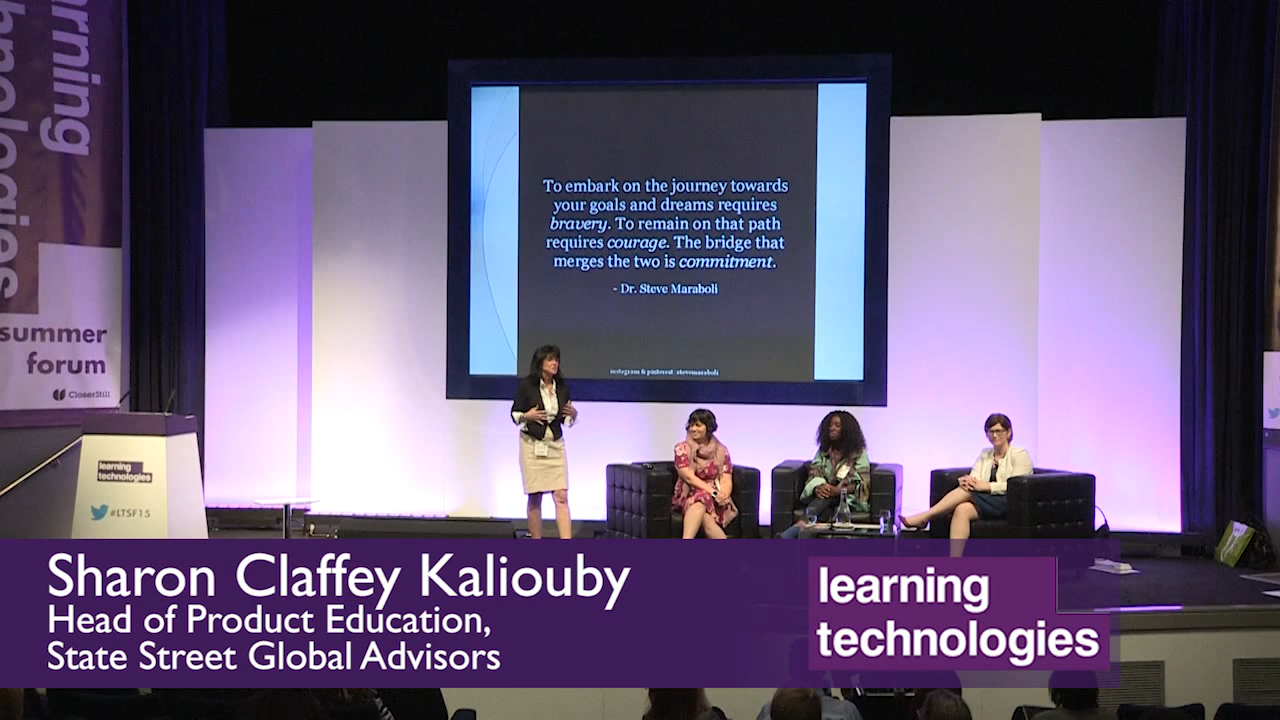 learning
technologies
summer
forum
CloserStill
To embark on the journey towards
your goals and dreams requires
bravery. To remain on that path
requires courage. The bridge that
merges the two is commitment.
- Dr. Steve Maraboli
instagram & pinterest: stevemaraboli
learning
technologies
#LTSF15
Sharon Claffey Kaliouby
Head of Product Education,
State Street Global Advisors
learning
technologies